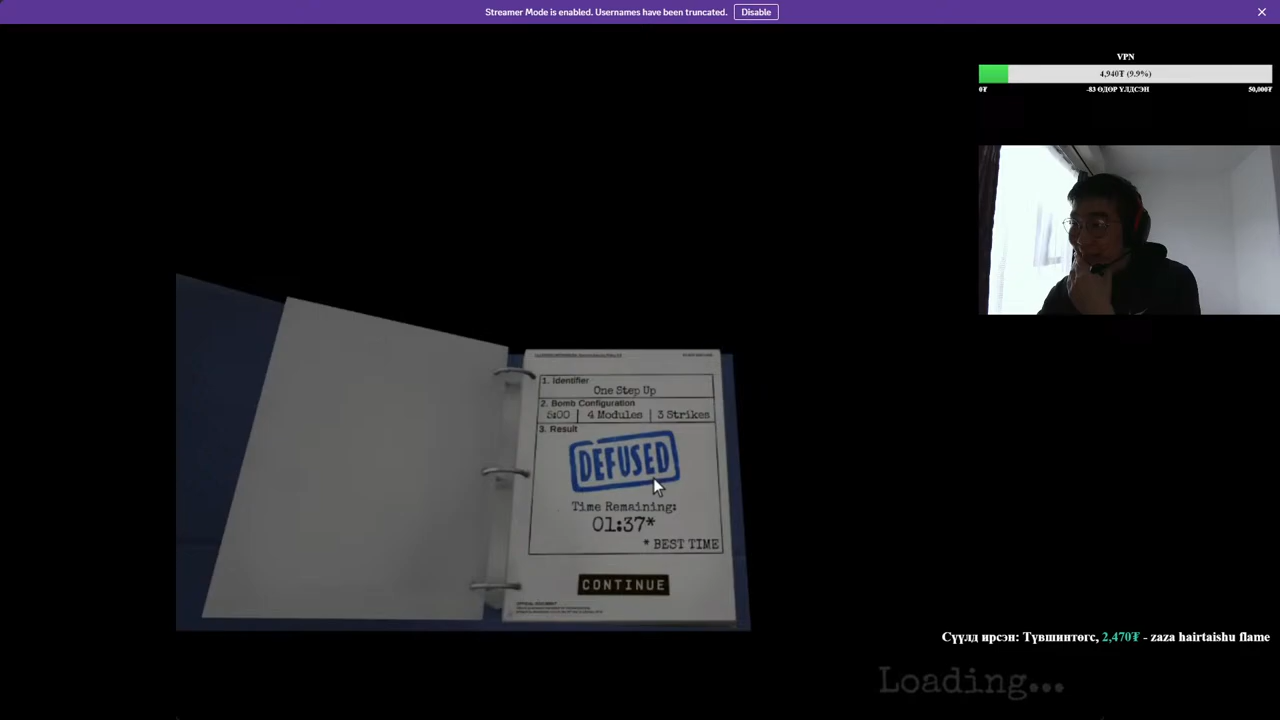 Streamer Mode is enabled. Usernames have been truncated. Disable
VPN
4,940₮ (9.9%)
0₮ -83 ӨДӨР ҮЛДСЭН 50,000₮
1. Identifier
One Step Up
2. Bomb Configuration
5:00 | 4 Modules | 3 Strikes
3. Result
DEFUSED
Time Remaining:
01:37*
* BEST TIME
CONTINUE
Сүүлд ирсэн: Түвшинтөгс, 2,470₮ - zaza hairtaishu flame
Loading...